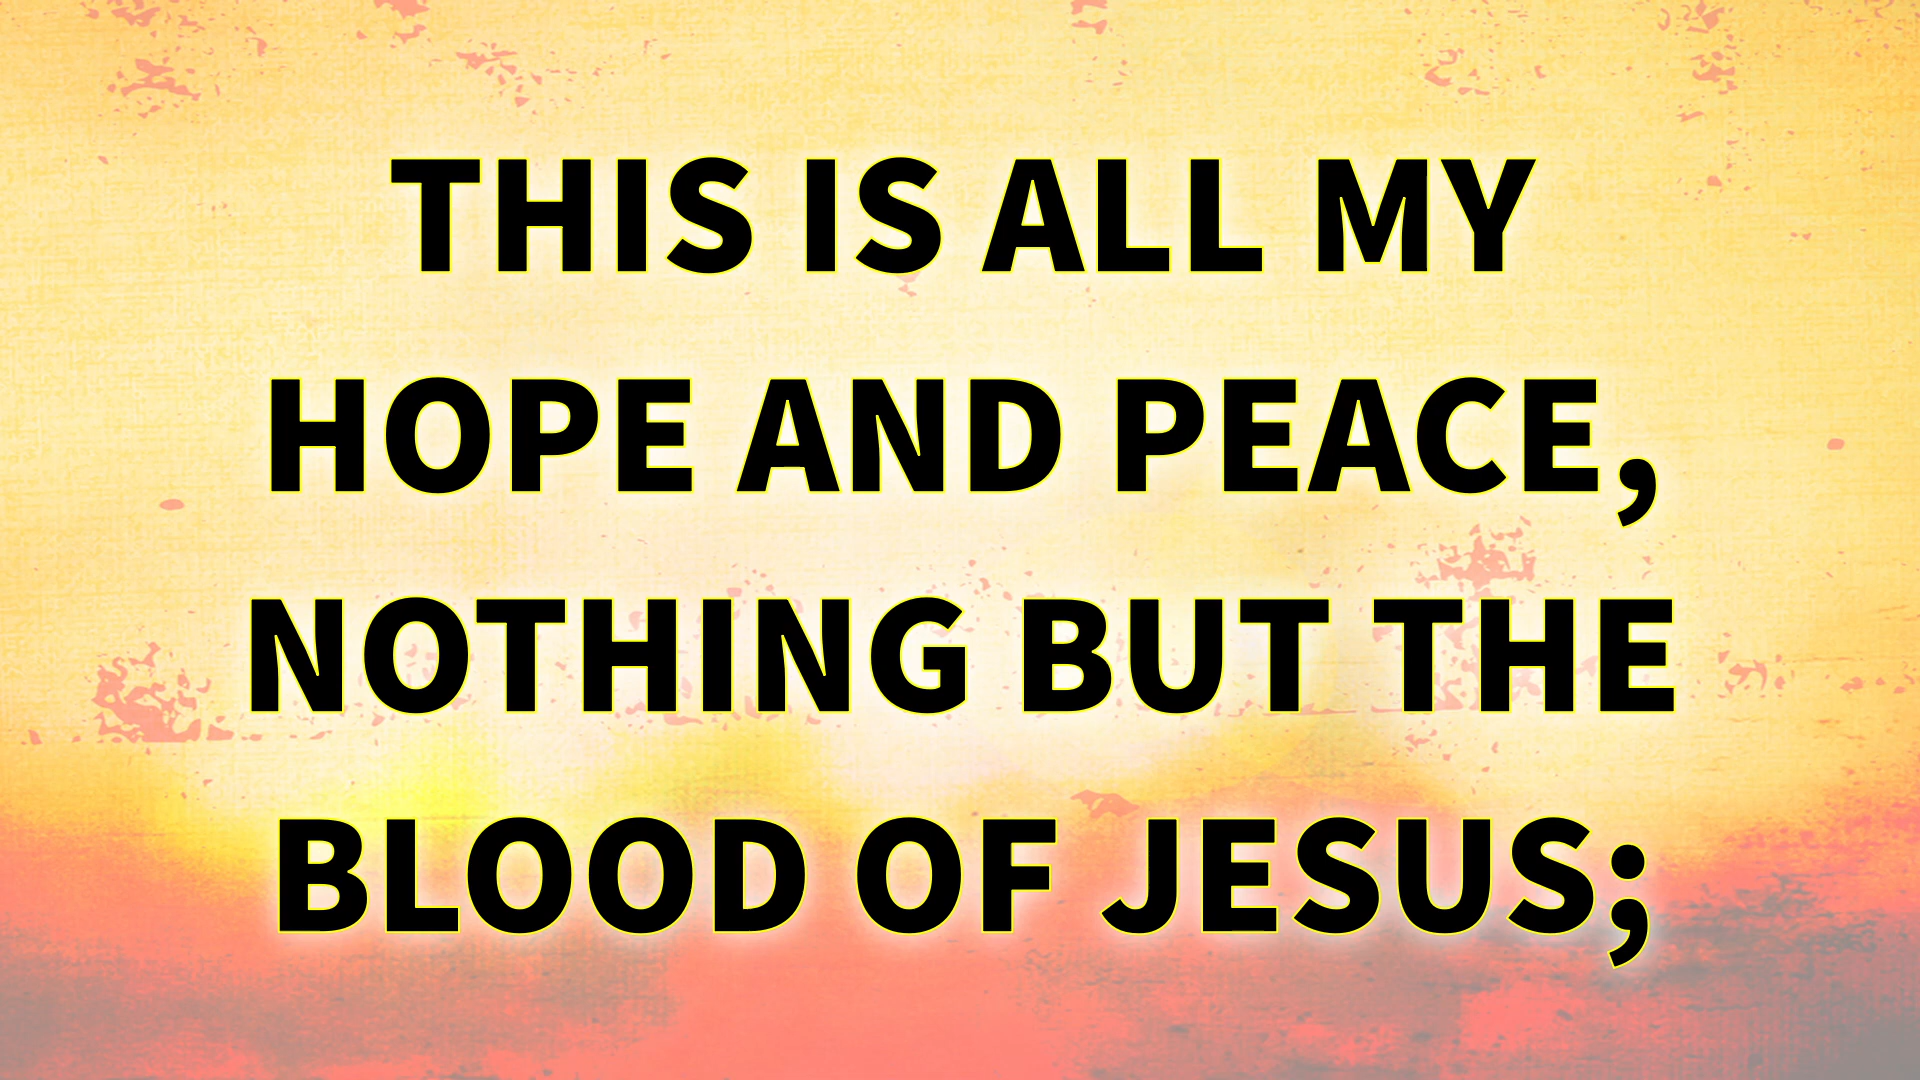 THIS IS ALL MY
HOPE AND PEACE,
NOTHING BUT THE
BLOOD OF JESUS;